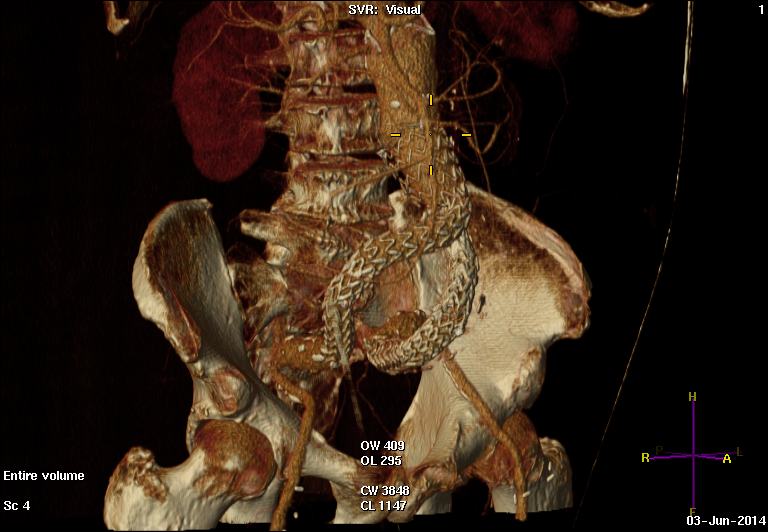 SVR: Visual
1
OW 409
OL 295
Entire volume
CW 3848
Sc 4
CL 1147
H
P
L
R
A
F
03-Jun-2014